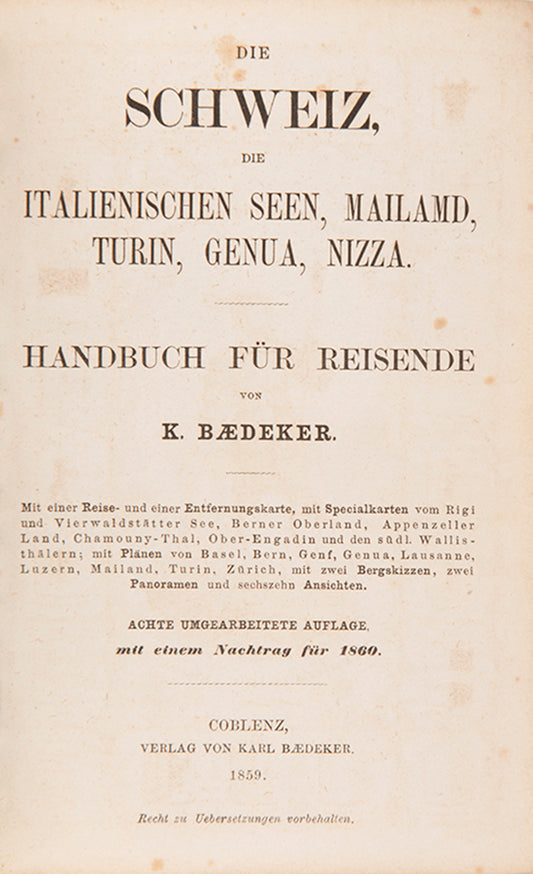 DIE
SCHWEIZ,
DIE
ITALIENISCHEN SEEN, MAILAMD,
TURIN, GENUA, NIZZA.
HANDBUCH FÜR REISENDE
VON
K. BÆDEKER.
Mit einer Reise- und einer Entfernungskarte, mit Specialkarten vom Rigi
und Vierwaldstätter See, Berner Oberland, Appenzeller
Land, Chamouny-Thal, Ober-Engadin und den südl. Wallis-
thälern; mit Plänen von Basel, Bern, Genf, Genua, Lausanne,
Luzern, Mailand, Turin, Zürich, mit zwei Bergskizzen, zwei
Panoramen und sechszehn Ansichten.
ACHTE UMGEARBEITETE AUFLAGE,
mit einem Nachtrag für 1860.
COBLENZ,
VERLAG VON KARL BÆDEKER.
1859.
Recht zu Uebersetzungen vorbehalten.